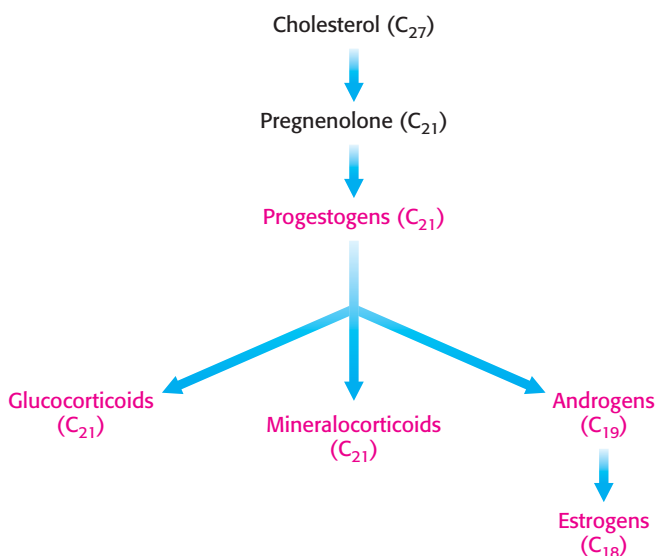 Cholesterol (C₂₇)
Pregnenolone (C₂₁)
Progestogens (C₂₁)
Glucocorticoids
(C₂₁)
Mineralocorticoids
(C₂₁)
Androgens
(C₁₉)
Estrogens
(C₁₈)